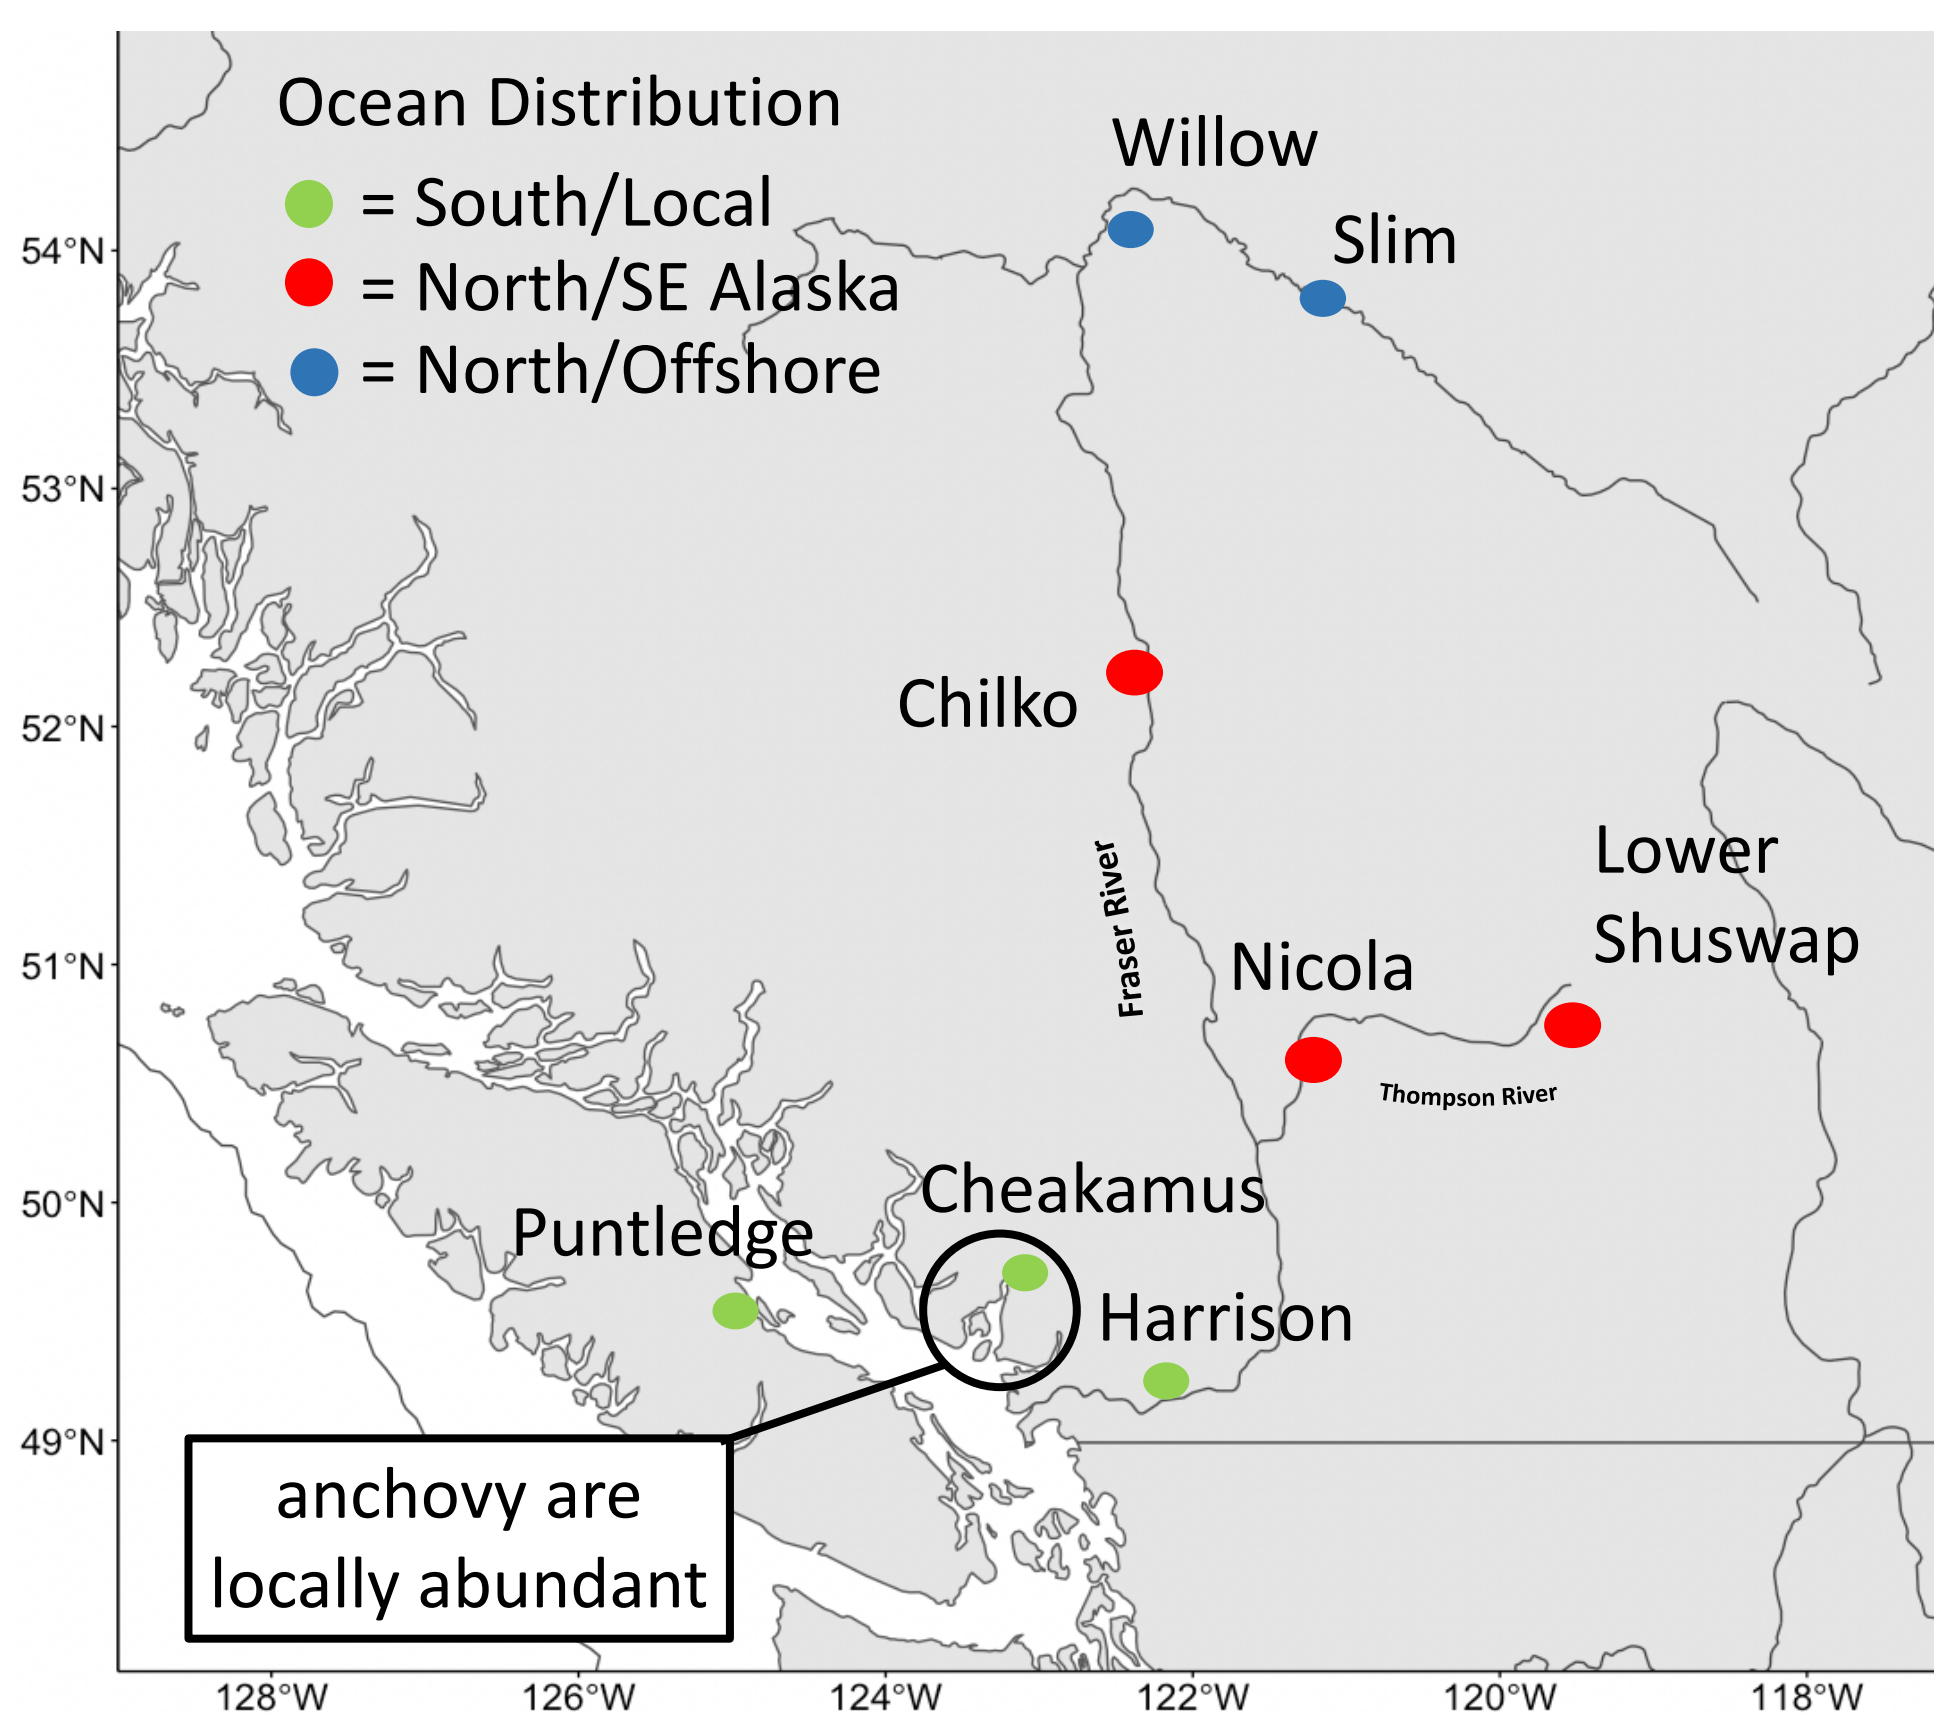 Ocean Distribution
= South/Local
= North/SE Alaska
= North/Offshore
Willow
Slim
Chilko
Fraser River
Lower
Shuswap
Nicola
Thompson River
Cheakamus
Puntledge
Harrison
anchovy are
locally abundant
54°N
53°N
52°N
51°N
50°N
49°N
128°W
126°W
124°W
122°W
120°W
118°W